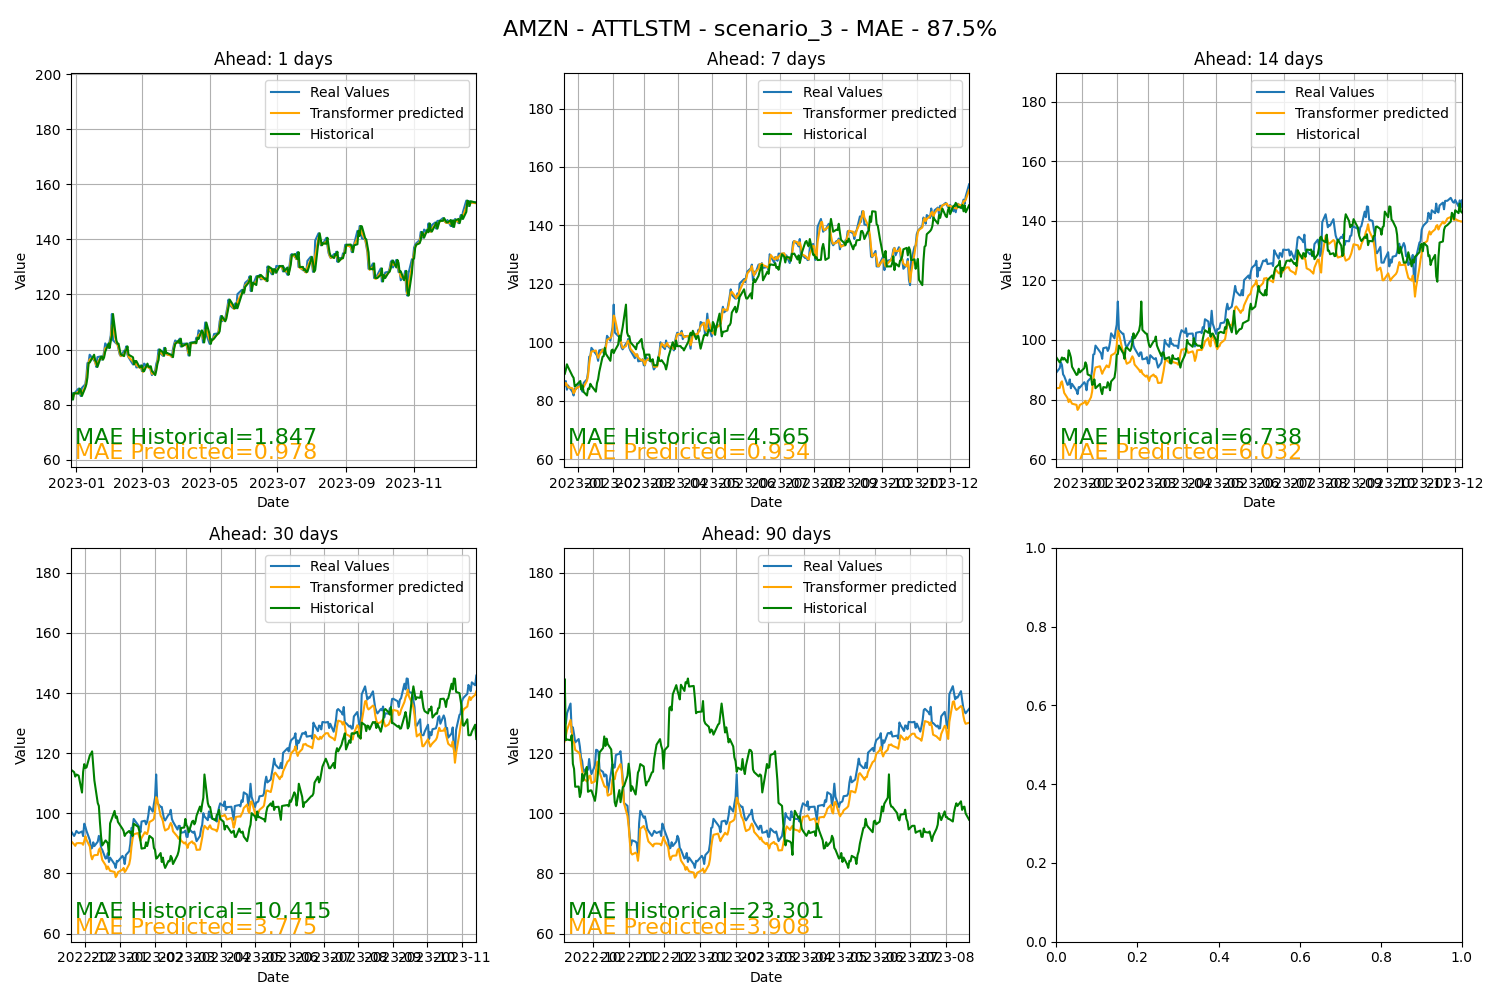 AMZN - ATTLSTM - scenario_3 - MAE - 87.5%
Ahead: 1 days
Value
200
180
160
140
120
100
80
60
Real Values
Transformer predicted
Historical
MAE Historical=1.847
MAE Predicted=0.978
2023-01 2023-03 2023-05 2023-07 2023-09 2023-11
Date
Ahead: 7 days
Value
180
160
140
120
100
80
60
Real Values
Transformer predicted
Historical
MAE Historical=4.565
MAE Predicted=0.934
Date
Ahead: 14 days
Value
180
160
140
120
100
80
60
Real Values
Transformer predicted
Historical
MAE Historical=6.738
MAE Predicted=6.032
Date
Ahead: 30 days
Value
180
160
140
120
100
80
60
Real Values
Transformer predicted
Historical
MAE Historical=10.415
MAE Predicted=3.775
Date
Ahead: 90 days
Value
180
160
140
120
100
80
60
Real Values
Transformer predicted
Historical
MAE Historical=23.301
MAE Predicted=3.908
Date
1.0
0.8
0.6
0.4
0.2
0.0
0.0 0.2 0.4 0.6 0.8 1.0